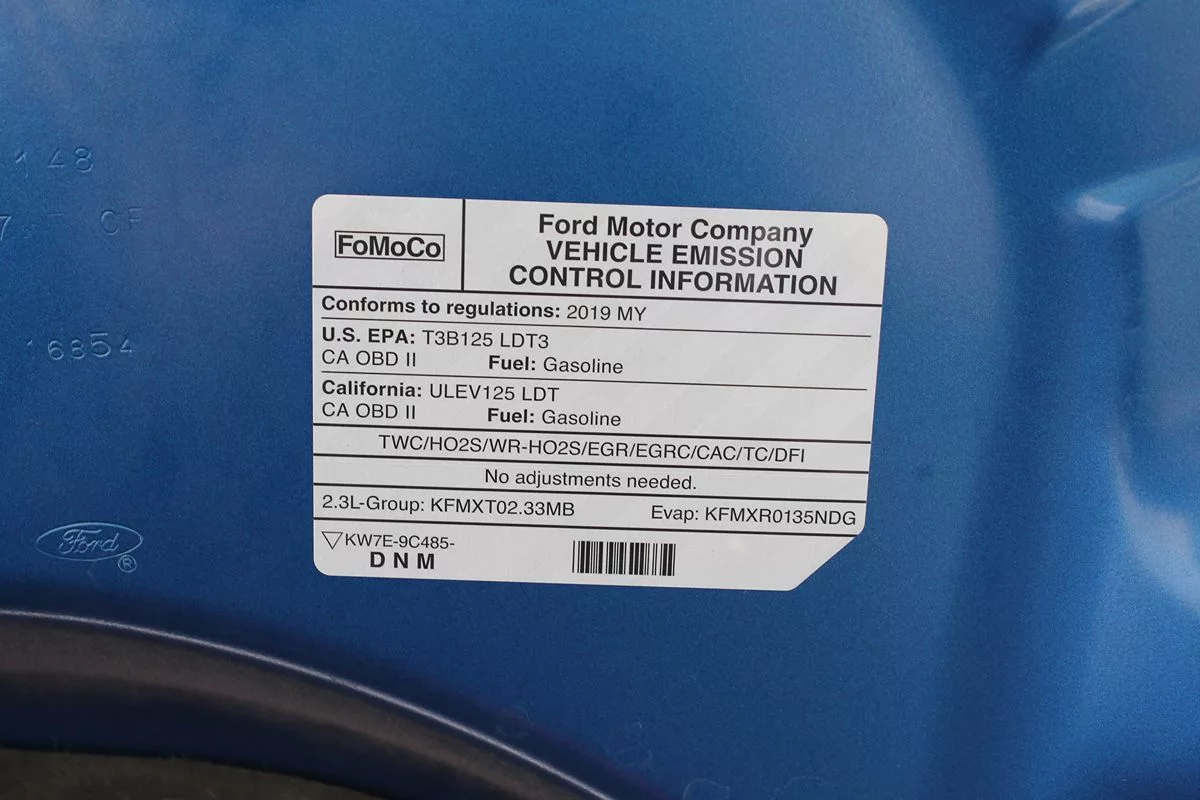 148
7 - CF
16854
FoMoCo
Ford Motor Company
VEHICLE EMISSION
CONTROL INFORMATION
Conforms to regulations: 2019 MY
U.S. EPA: T3B125 LDT3
CA OBD II Fuel: Gasoline
California: ULEV125 LDT
CA OBD II Fuel: Gasoline
TWC/HO2S/WR-HO2S/EGR/EGRC/CAC/TC/DFI
No adjustments needed.
2.3L-Group: KFMXT02.33MB Evap: KFMXR0135NDG
KW7E-9C485-
DNM
Ford
®